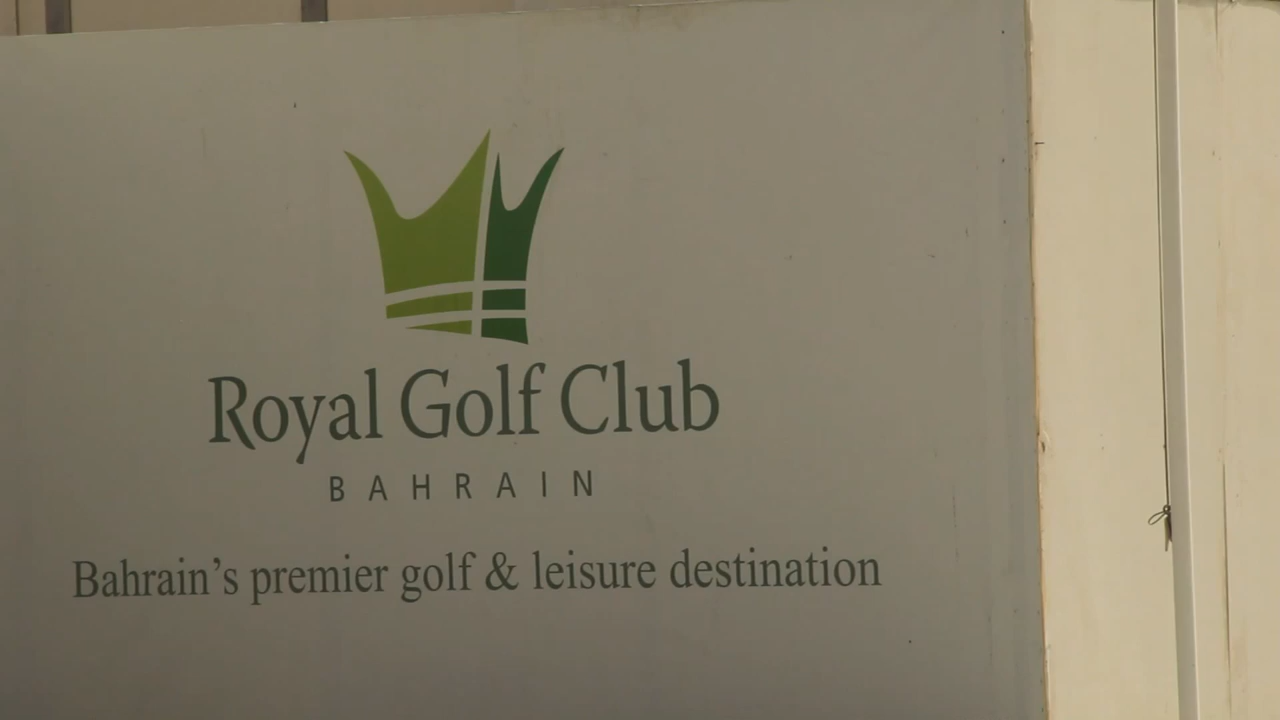 Royal Golf Club
BAHRAIN
Bahrain's premier golf & leisure destination